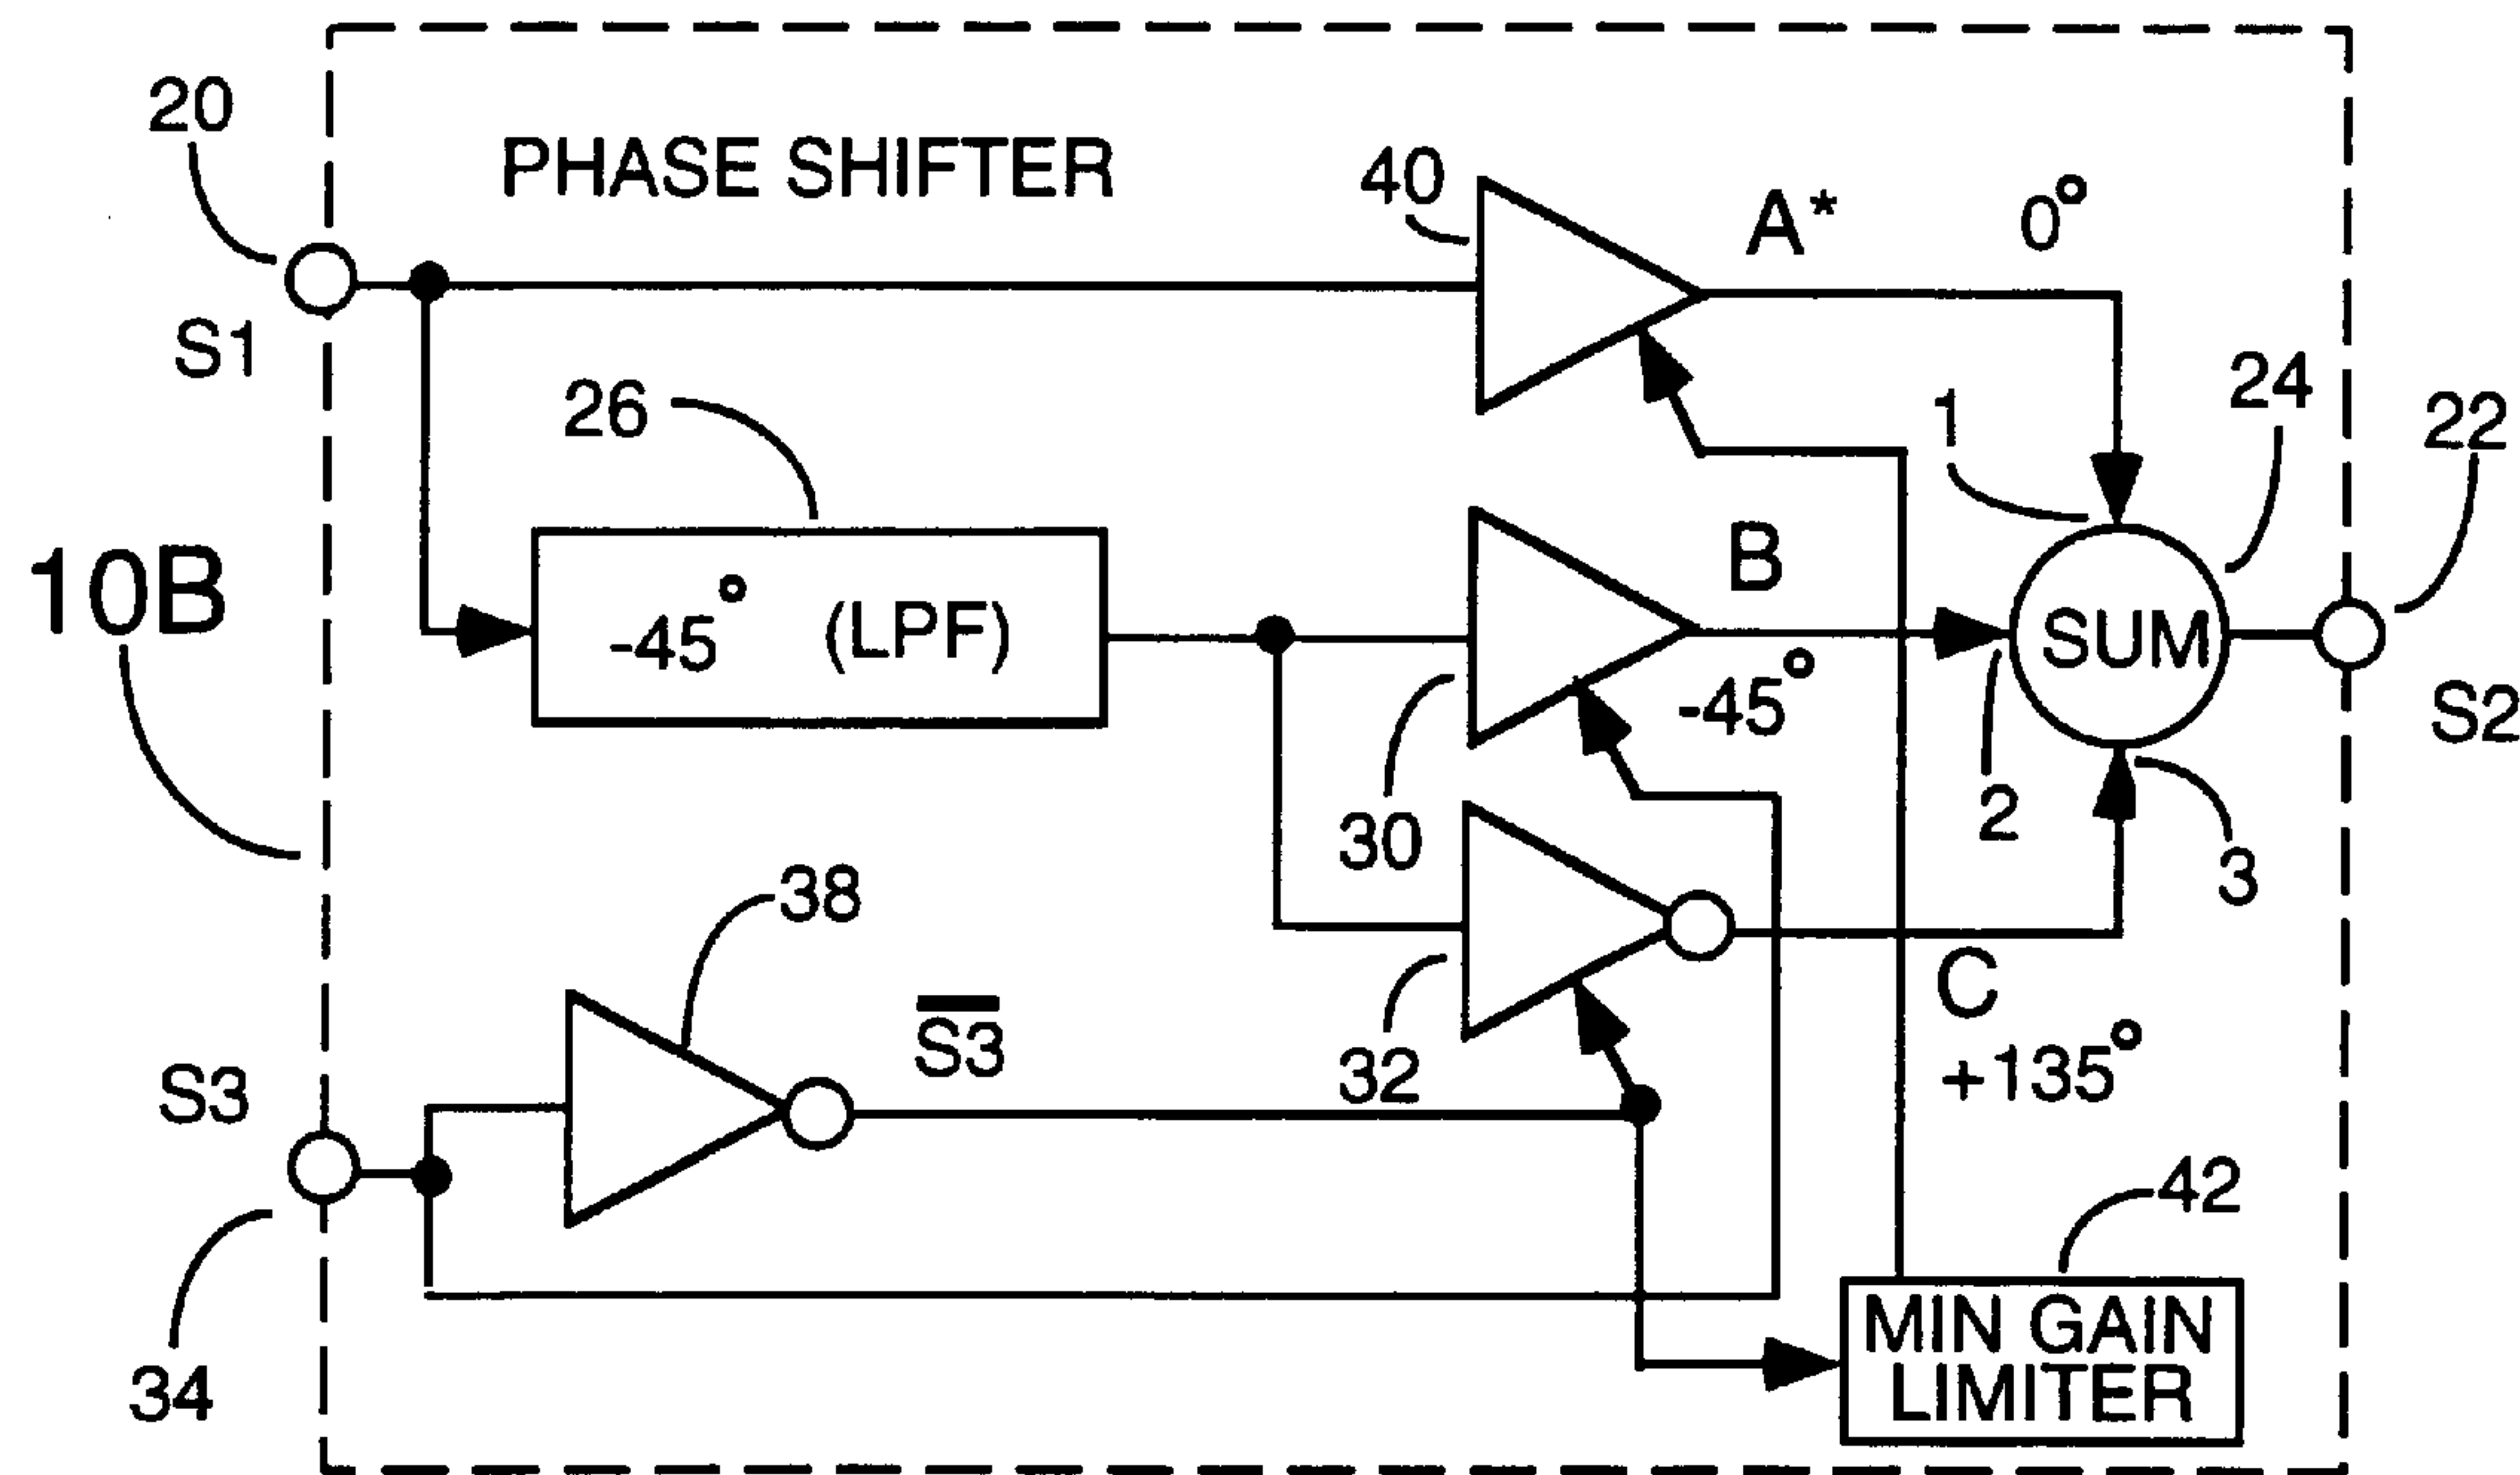 20
PHASE SHIFTER
40
A*
0°
S1
26
1
24
22
10B
-45° (LPF)
B
SUM
-45°
S2
30
2
3
38
S3
C
32
+135°
S3
42
34
MIN GAIN
LIMITER